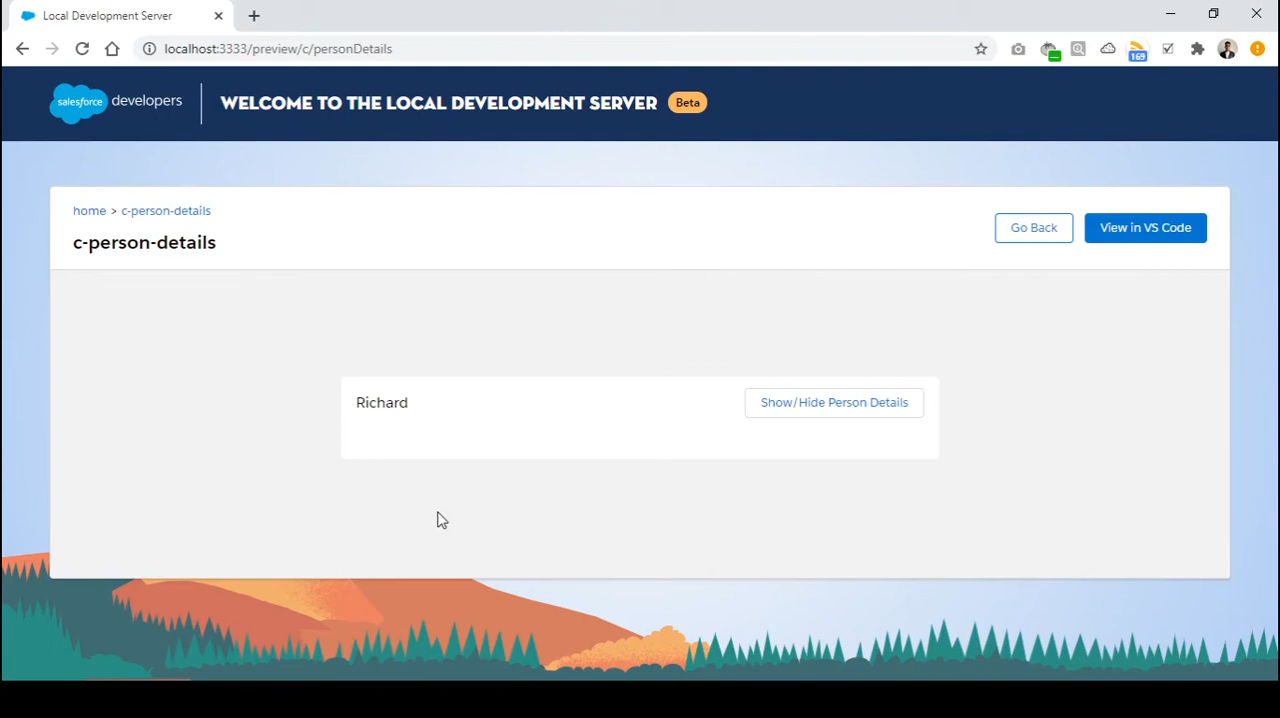 Local Development Server
localhost:3333/preview/c/personDetails
169
salesforce developers
WELCOME TO THE LOCAL DEVELOPMENT SERVER Beta
home > c-person-details
c-person-details
Go Back
View in VS Code
Richard
Show/Hide Person Details